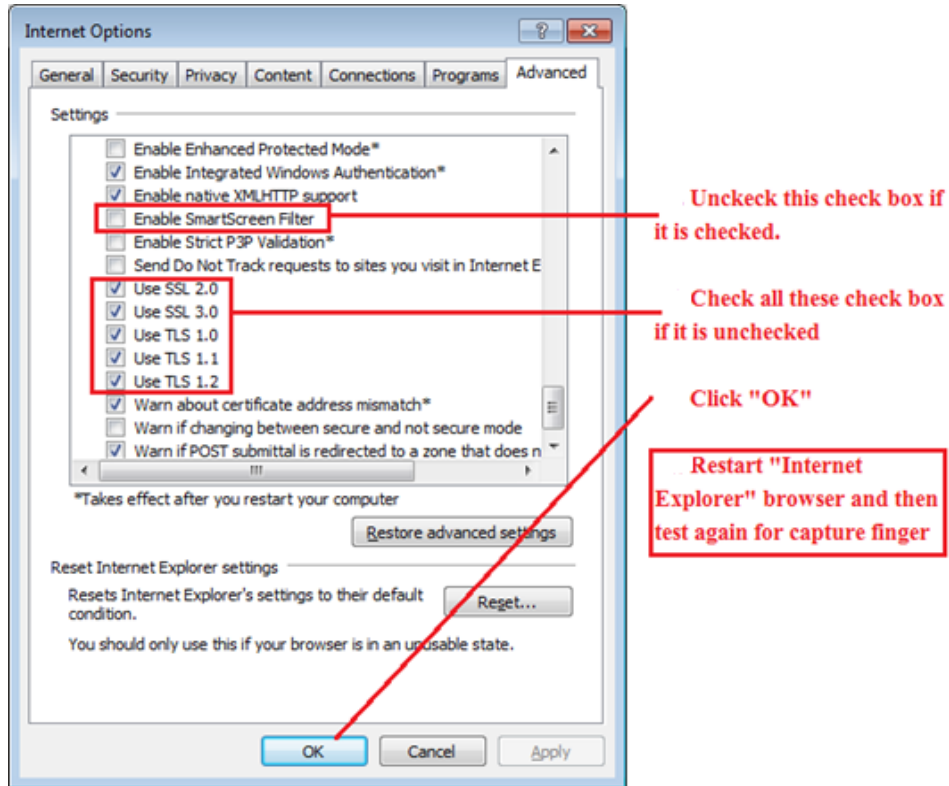 Internet Options
General Security Privacy Content Connections Programs Advanced
Settings
Enable Enhanced Protected Mode*
Enable Integrated Windows Authentication*
Enable native XMLHTTP support
Enable SmartScreen Filter
Enable Strict P3P Validation*
Send Do Not Track requests to sites you visit in Internet E
Use SSL 2.0
Use SSL 3.0
Use TLS 1.0
Use TLS 1.1
Use TLS 1.2
Warn about certificate address mismatch*
Warn if changing between secure and not secure mode
Warn if POST submittal is redirected to a zone that does n
*Takes effect after you restart your computer
Restore advanced settings
Reset Internet Explorer settings
Resets Internet Explorer's settings to their default
condition.
Reset...
You should only use this if your browser is in an unusable state.
OK Cancel Apply
Unckeck this check box if
it is checked.
Check all these check box
if it is unchecked
Click "OK"
Restart "Internet
Explorer" browser and then
test again for capture finger